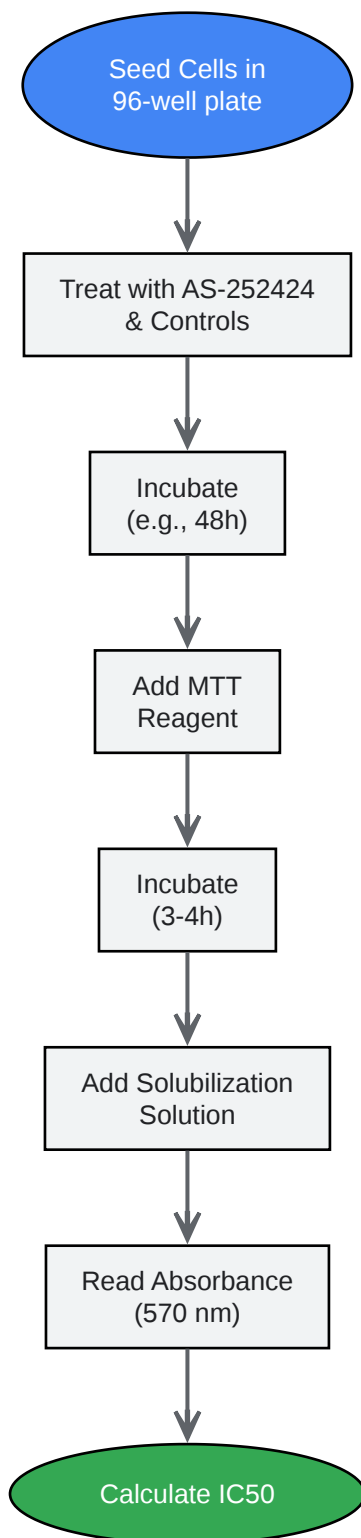 Seed Cells in
96-well plate
Treat with AS-252424
& Controls
Incubate
(e.g., 48h)
Add MTT
Reagent
Incubate
(3-4h)
Add Solubilization
Solution
Read Absorbance
(570 nm)
Calculate IC50